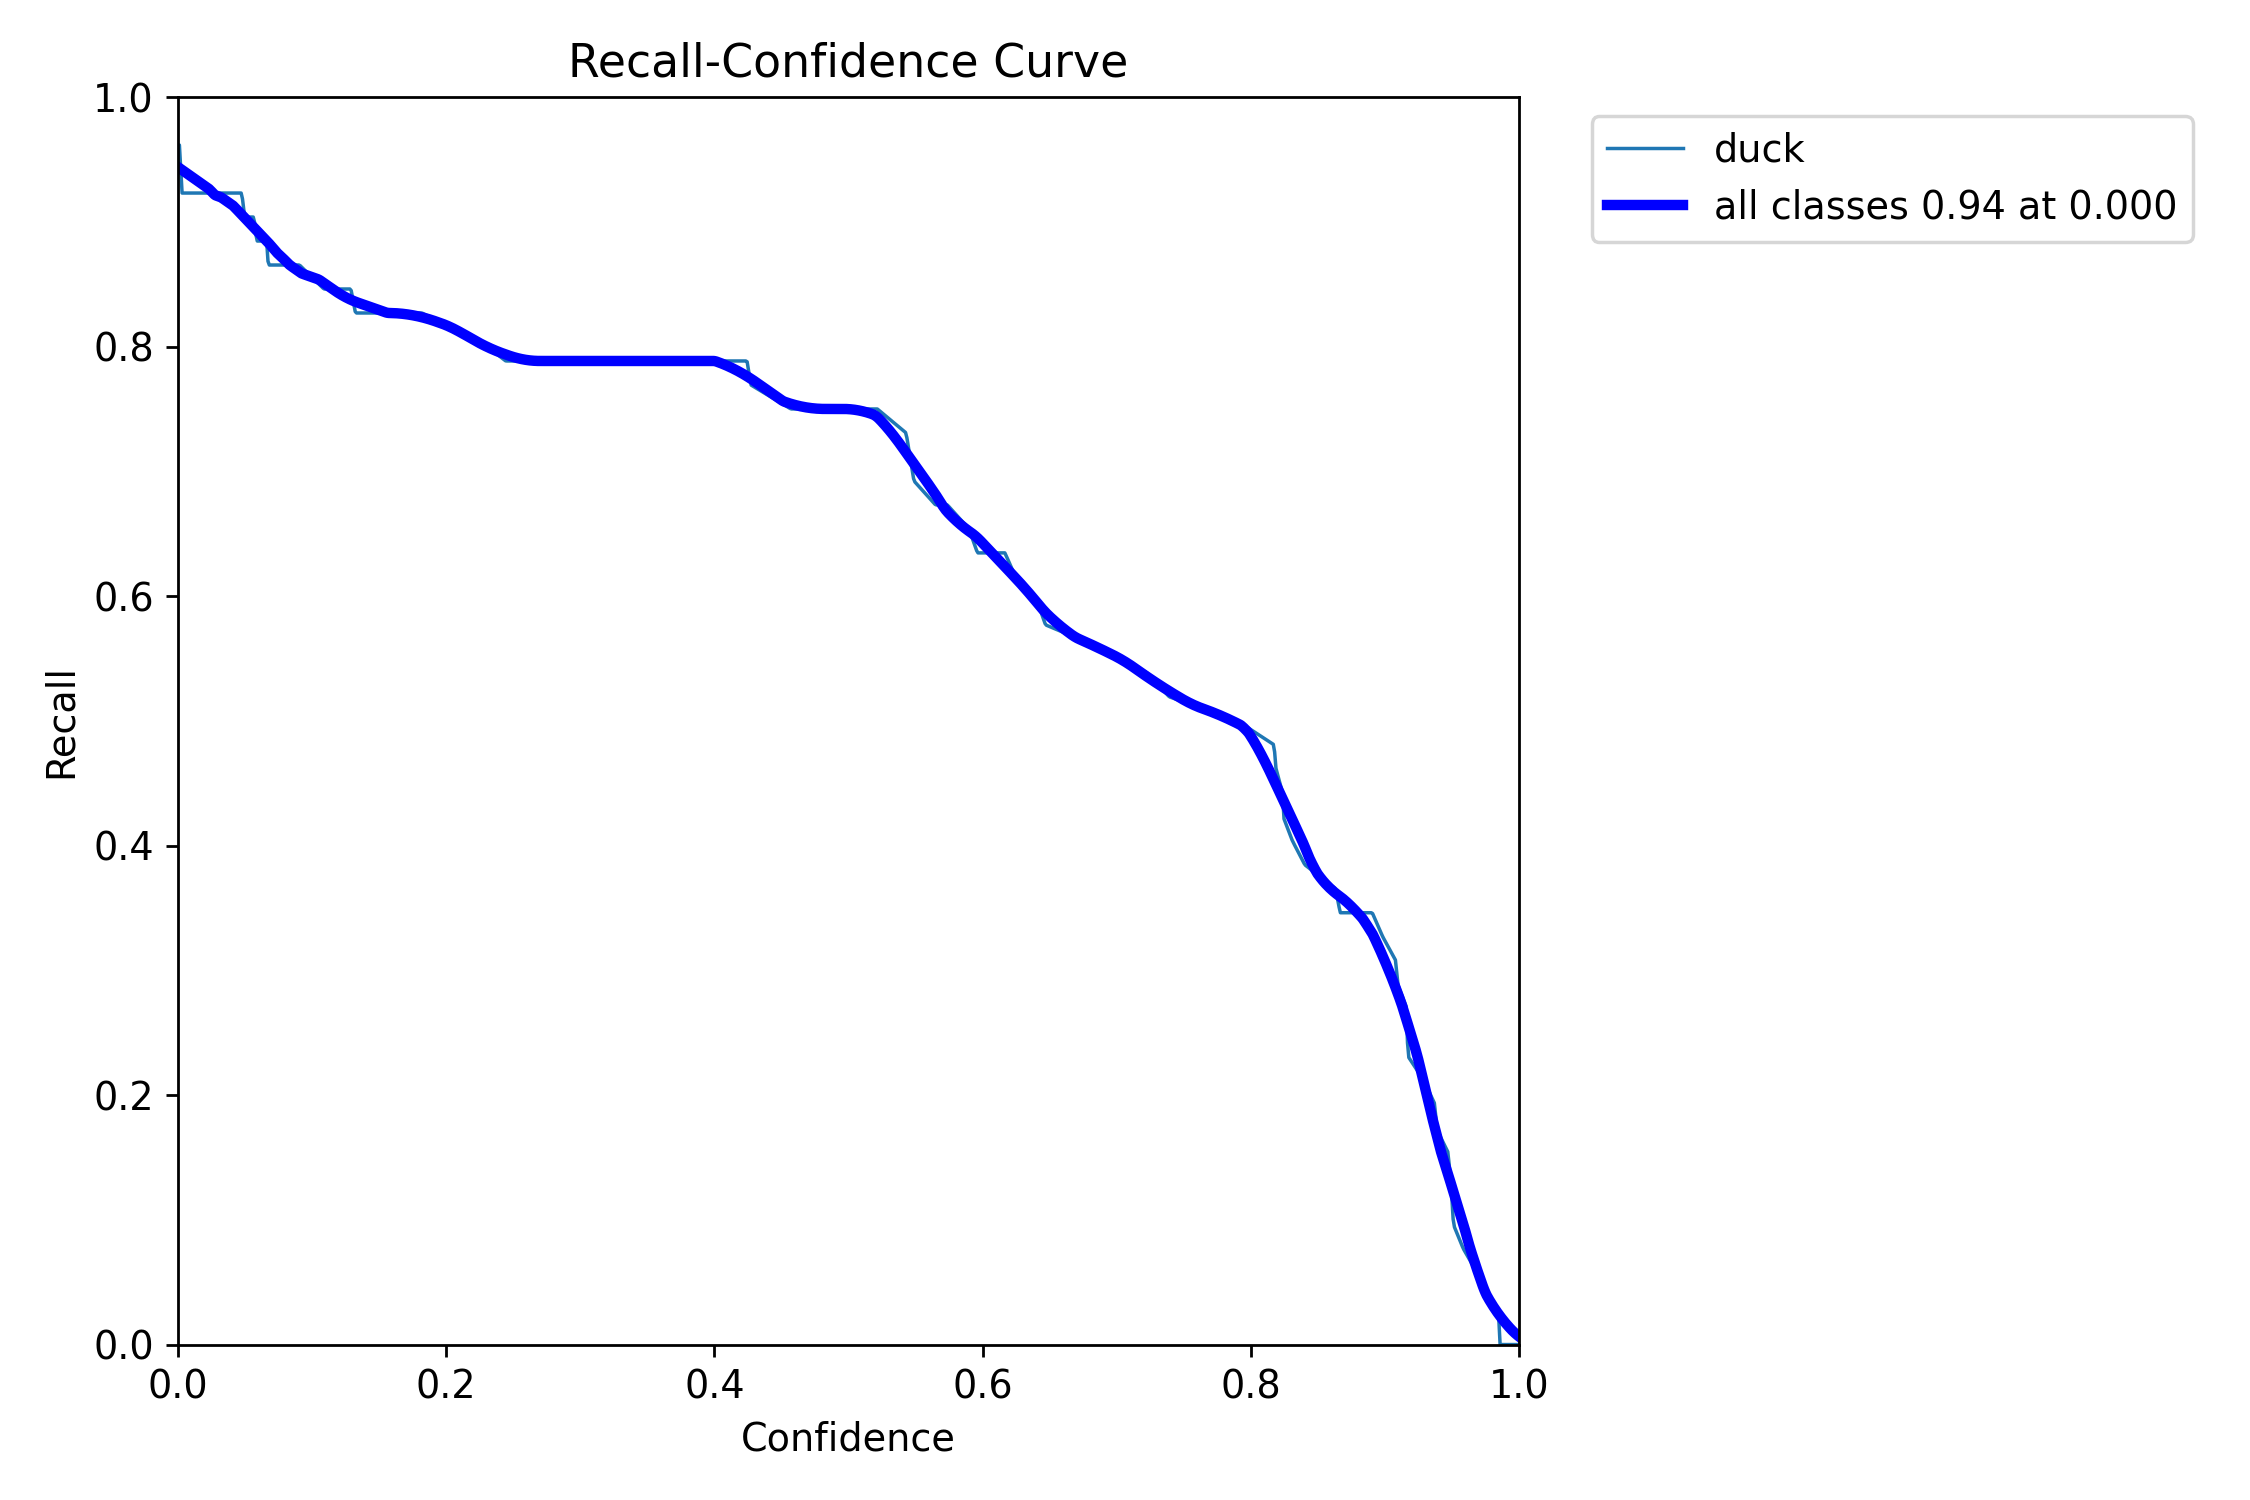 Recall-Confidence Curve
duck
all classes 0.94 at 0.000
1.0
0.8
0.6
0.4
0.2
0.0
Recall
0.0 0.2 0.4 0.6 0.8 1.0
Confidence